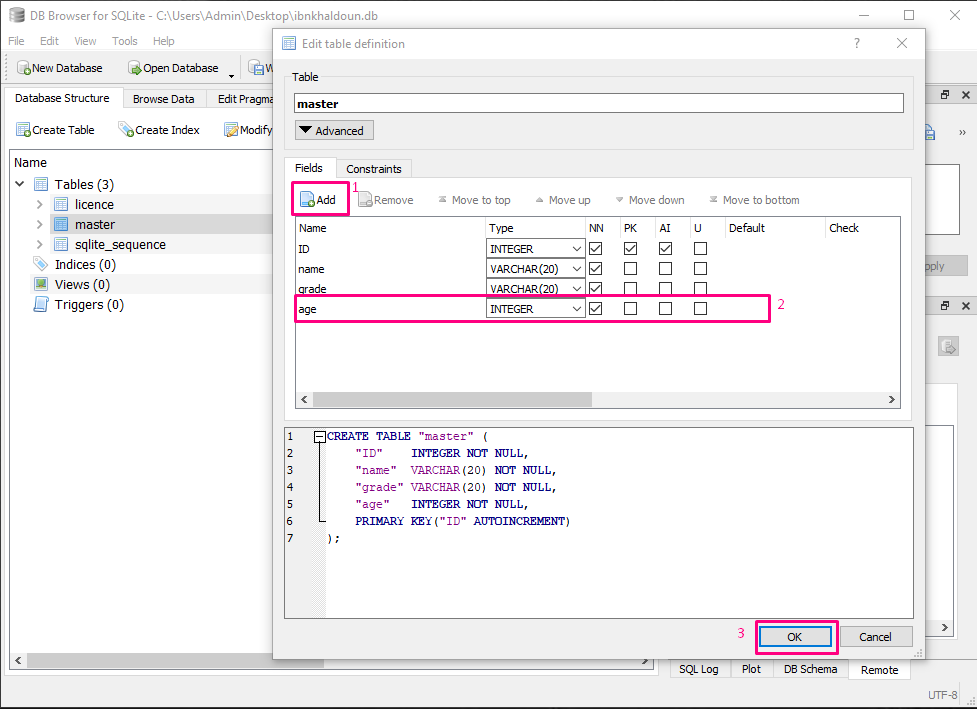 DB Browser for SQLite - C:\Users\Admin\Desktop\ibnkhaldoun.db
File Edit View Tools Help
New Database Open Database W
Database Structure Browse Data Edit Pragma
Create Table Create Index Modify
Name
Tables (3)
licence
master
sqlite_sequence
Indices (0)
Views (0)
Triggers (0)
Edit table definition
Table
master
Advanced
Fields Constraints
1
Add Remove Move to top Move up Move down Move to bottom
Name Type NN PK AI U Default Check
ID INTEGER
name VARCHAR(20)
grade VARCHAR(20)
age INTEGER 2
1 CREATE TABLE "master" (
2 "ID" INTEGER NOT NULL,
3 "name" VARCHAR(20) NOT NULL,
4 "grade" VARCHAR(20) NOT NULL,
5 "age" INTEGER NOT NULL,
6 PRIMARY KEY("ID" AUTOINCREMENT)
7 );
3 OK Cancel
pply
SQL Log Plot DB Schema Remote
UTF-8